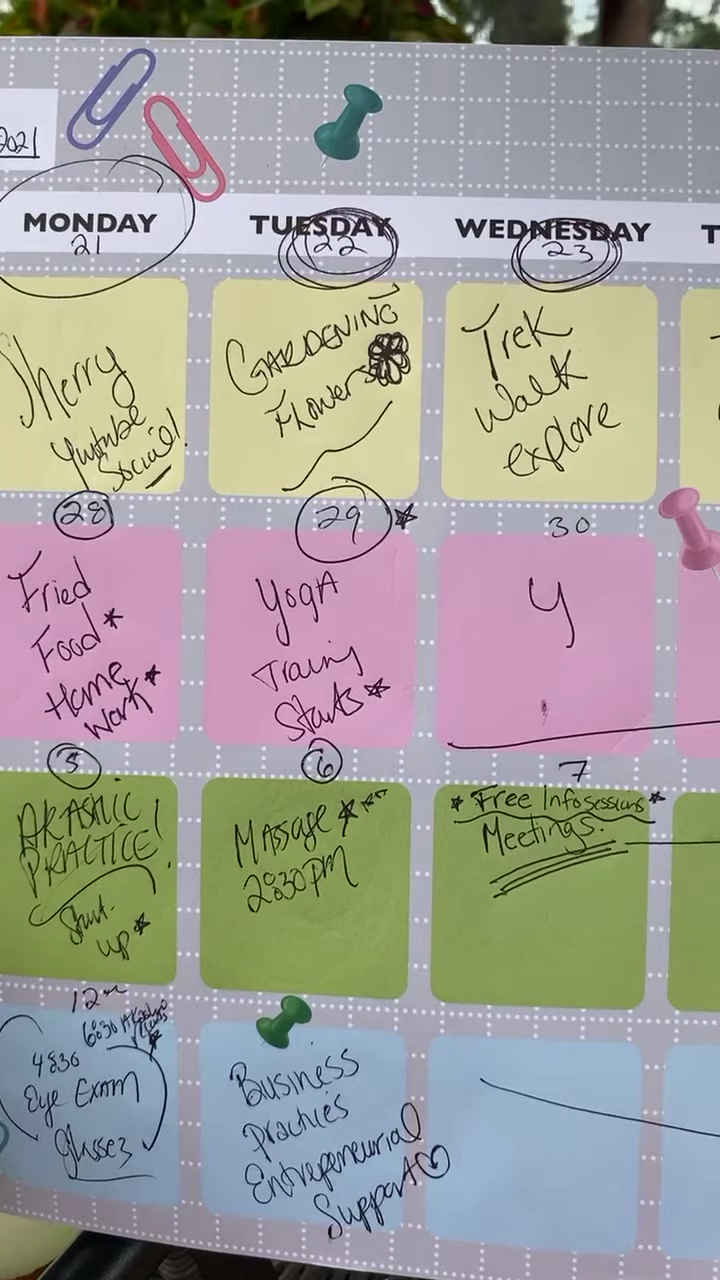 2021
MONDAY
21
TUESDAY
22
WEDNESDAY
23
T
Sherry
Youtube
Social!
GARDENING
Flowers
Trek
Walk
explore
28
29
30
Fried
Food
Home
Work
YOGA
Training
Starts
y
5
6
7
AKASHIC
PRACTICE!
Start-
up
MAssage
2:30pm
Free Infosessions
Meetings.
12
6:30
4:30
Eye Exam
Glasses
Business
Practices
Entrepeneurial
Support